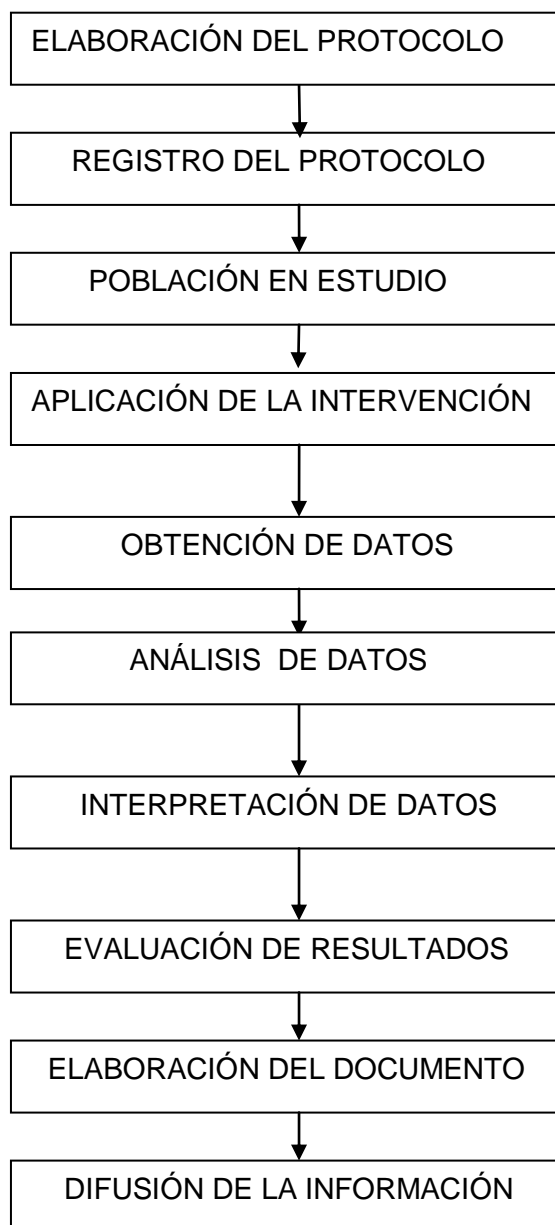 ELABORACIÓN DEL PROTOCOLO
REGISTRO DEL PROTOCOLO
POBLACIÓN EN ESTUDIO
APLICACIÓN DE LA INTERVENCIÓN
OBTENCIÓN DE DATOS
ANÁLISIS  DE DATOS
INTERPRETACIÓN DE DATOS
EVALUACIÓN DE RESULTADOS
ELABORACIÓN DEL DOCUMENTO
DIFUSIÓN DE LA INFORMACIÓN